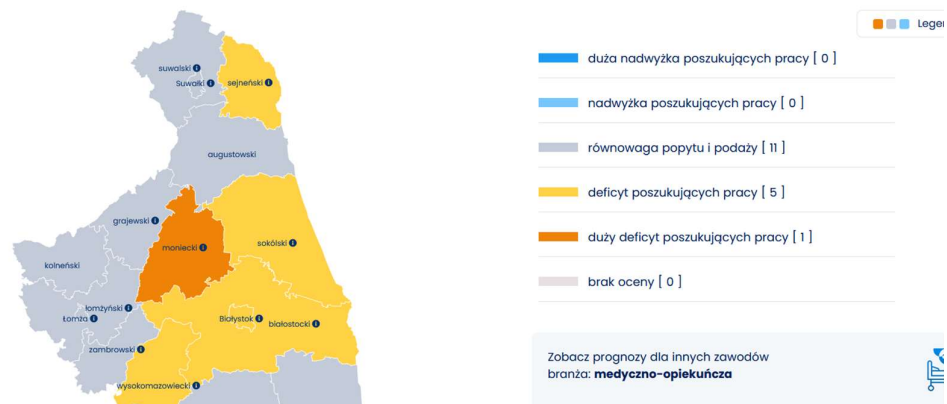 suwalski
Suwałki
sejneński
augustowski
grajewski
moniecki
sokólski
kolneński
łomżyński
Łomża
Białystok
białostocki
zambrowski
wysokomazowiecki
duża nadwyżka poszukujących pracy [ 0 ]
nadwyżka poszukujących pracy [ 0 ]
równowaga popytu i podaży [ 11 ]
deficyt poszukujących pracy [ 5 ]
duży deficyt poszukujących pracy [ 1 ]
brak oceny [ 0 ]
Zobacz prognozy dla innych zawodów
branża: medyczno-opiekuńcza